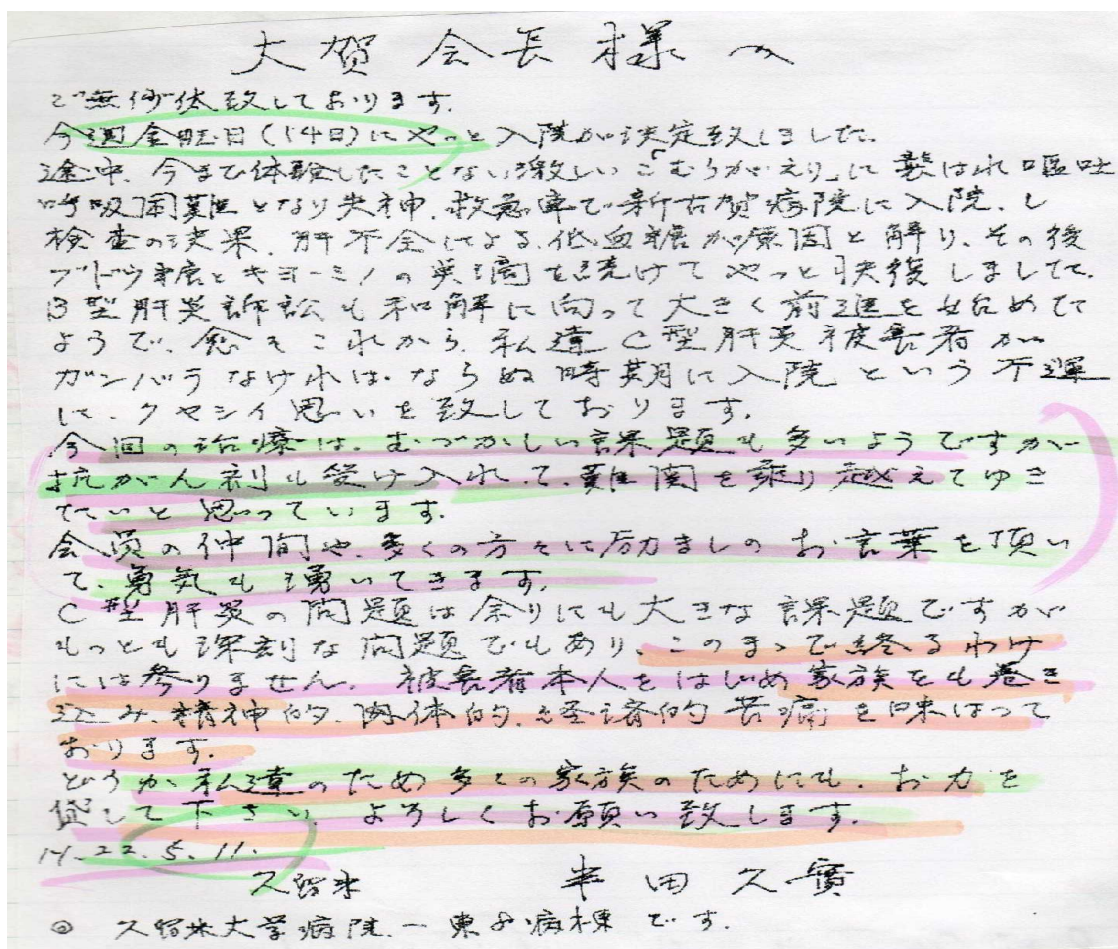 大賀会長様へ
ご無沙汰致しております.
今週金曜日(14日)にやっと入院が決定致しました.
途中、今まで体験したことない激しい「こむらがえり」に襲はれ嘔吐
呼吸困難となり失神、救急車で新古賀病院に入院、し
検査の決果、肝不全による、低血糖が原因と解り、その後
ブドウ糖とキョーミノの点滴を続けてやっと快復しました.
B型肝炎訴訟も和解に向って大きく前進を始めた
ようで、愈々これから、私達C型肝炎被害者が
ガンバラなければ、ならぬ時期に入院という不運
に、クヤシイ思いを致しております.
今回の治療は、むづかしい課題も多いようですが
抗がん剤も受け入れて、難関を乗り越えてゆき
たいと思っています.
会員の仲間や、多くの方々に励ましのお言葉を頂い
て、勇気も湧いてきます.
C型肝炎の問題は余りにも大きな課題ですが
もっとも深刻な問題でもあり、このまゝで終るわけ
には参りません、被害者本人をはじめ家族をも巻き
込み、精神的、肉体的、経済的苦痛を味はって
おります.
どうか私達のため多くの家族のためにも、お力を
貸して下さい、よろしくお願い致します.
H.22.5.11.
久留米 半田久實
◎ 久留米大学病院、一東8病棟です.